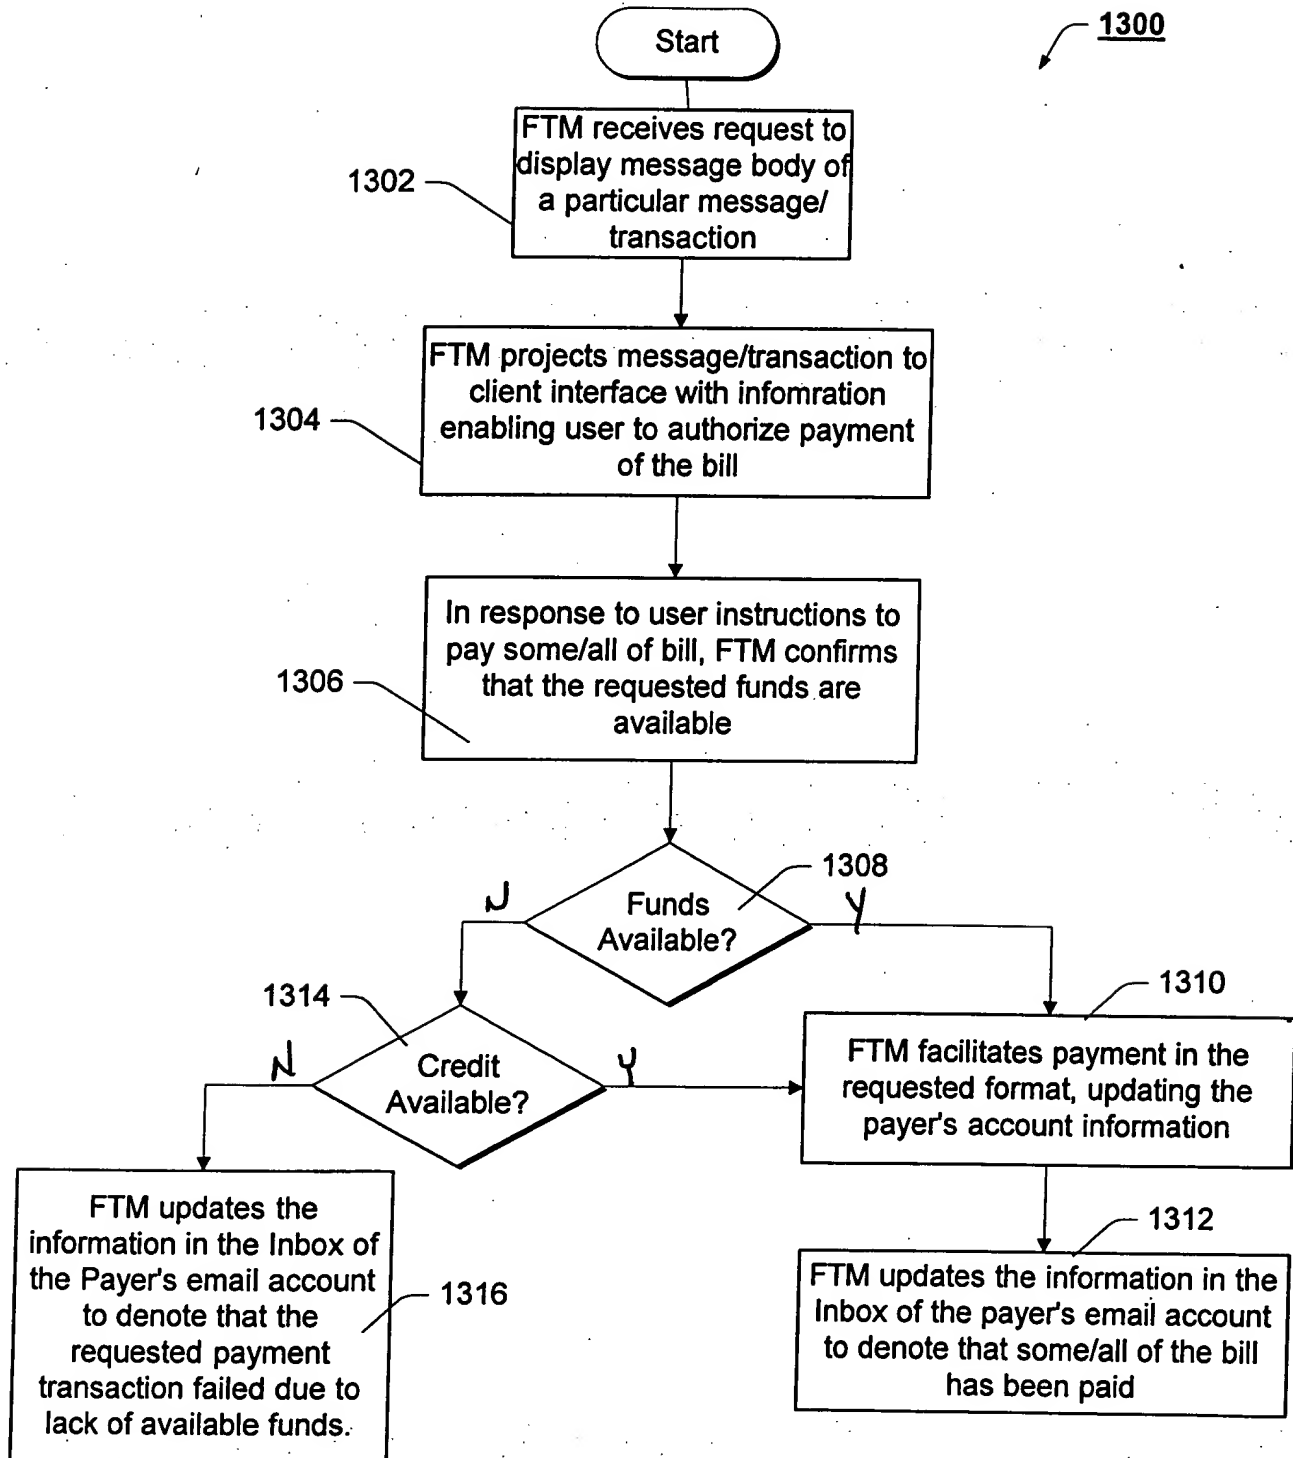 1300
Start
FTM receives request to
display message body of
a particular message/
transaction
1302
FTM projects message/transaction to
client interface with infomration
enabling user to authorize payment
of the bill
1304
In response to user instructions to
pay some/all of bill, FTM confirms
that the requested funds are
available
1306
1308
Funds
Available?
N
Y
1314
Credit
Available?
N
Y
1310
FTM facilitates payment in the
requested format, updating the
payer's account information
1312
FTM updates the information in the
Inbox of the payer's email account
to denote that some/all of the bill
has been paid
FTM updates the
information in the Inbox of
the Payer's email account
to denote that the
requested payment
transaction failed due to
lack of available funds.
1316